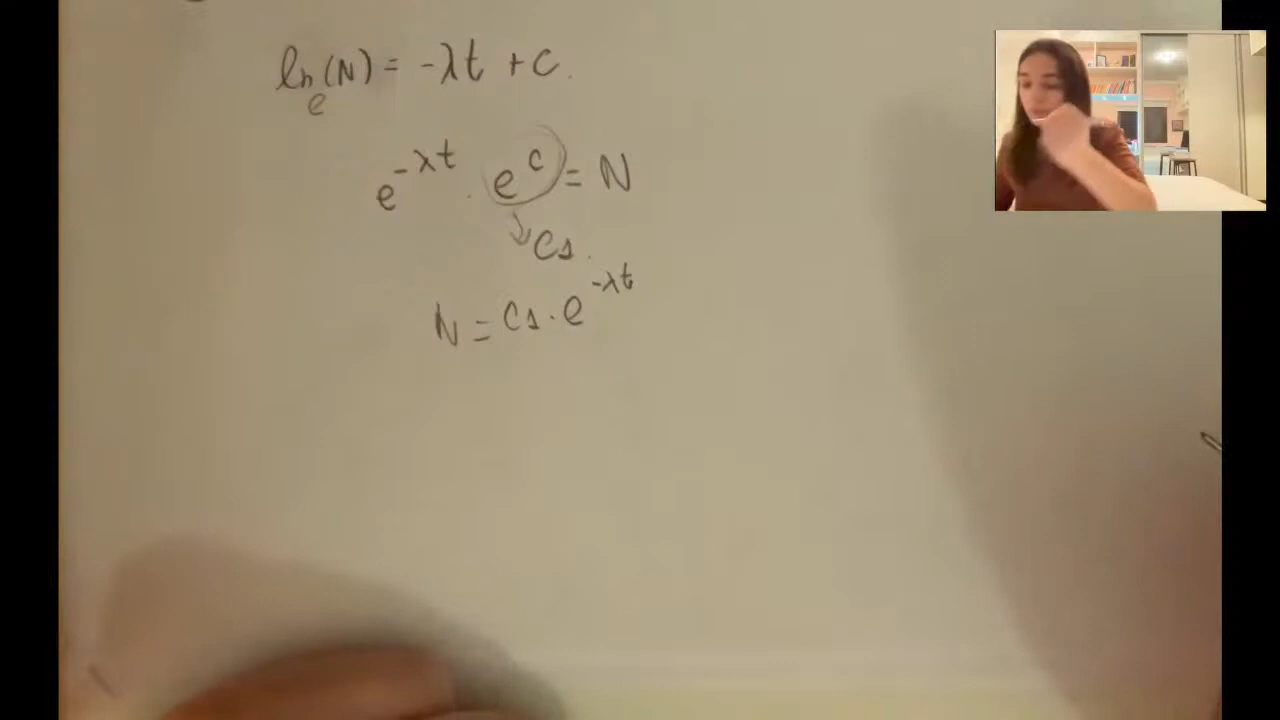 ln(N) = -λt + c.
e
e^{-λt} · e^c = N
↓ C1.
N = C1 · e^{-λt}